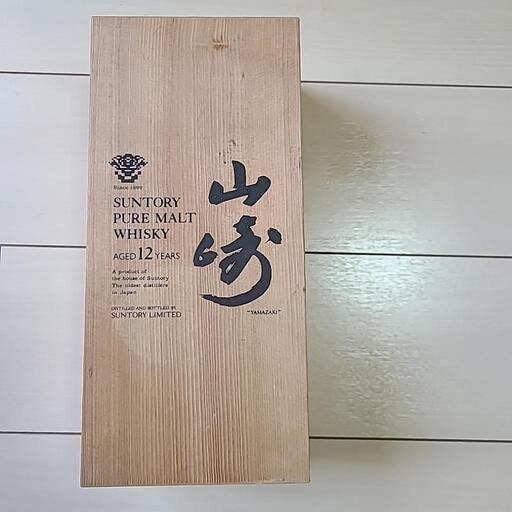 Since 1899
SUNTORY
PURE MALT
WHISKY
AGED 12 YEARS
A product of
the house of Suntory
The oldest distillers
in Japan
DISTILLED AND BOTTLED BY
SUNTORY LIMITED
山崎
"YAMAZAKI"